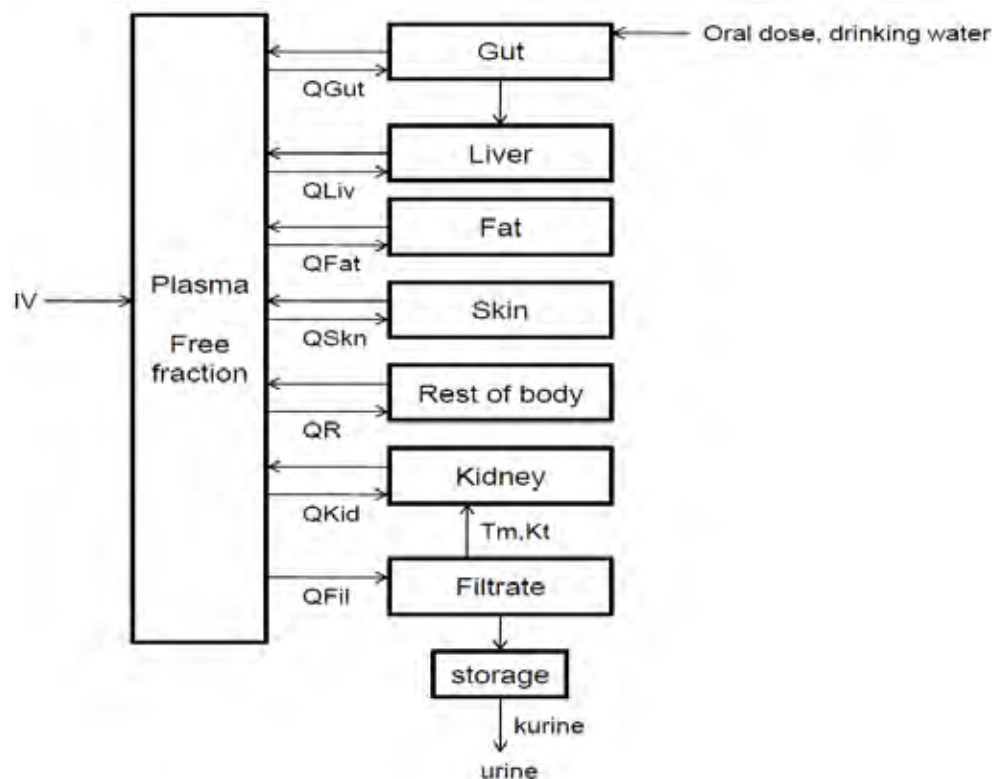 Gut
Oral dose, drinking water
QGut
Liver
QLiv
Fat
QFat
IV
Plasma
Free
fraction
Skin
QSkn
Rest of body
QR
Kidney
QKid
Tm,Kt
Filtrate
QFil
storage
kurine
urine